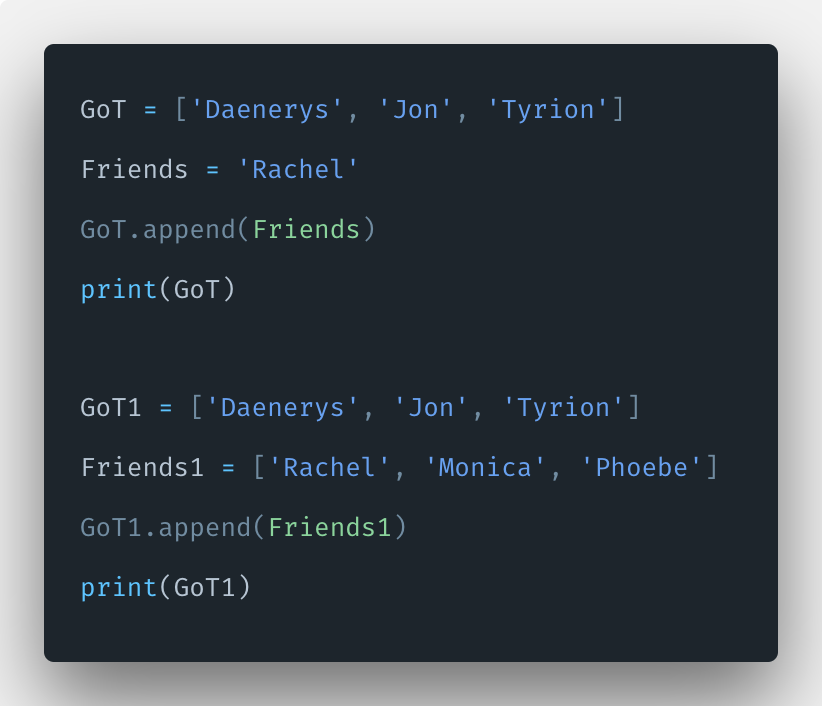 GoT = ['Daenerys', 'Jon', 'Tyrion']
Friends = 'Rachel'
GoT.append(Friends)
print(GoT)
GoT1 = ['Daenerys', 'Jon', 'Tyrion']
Friends1 = ['Rachel', 'Monica', 'Phoebe']
GoT1.append(Friends1)
print(GoT1)